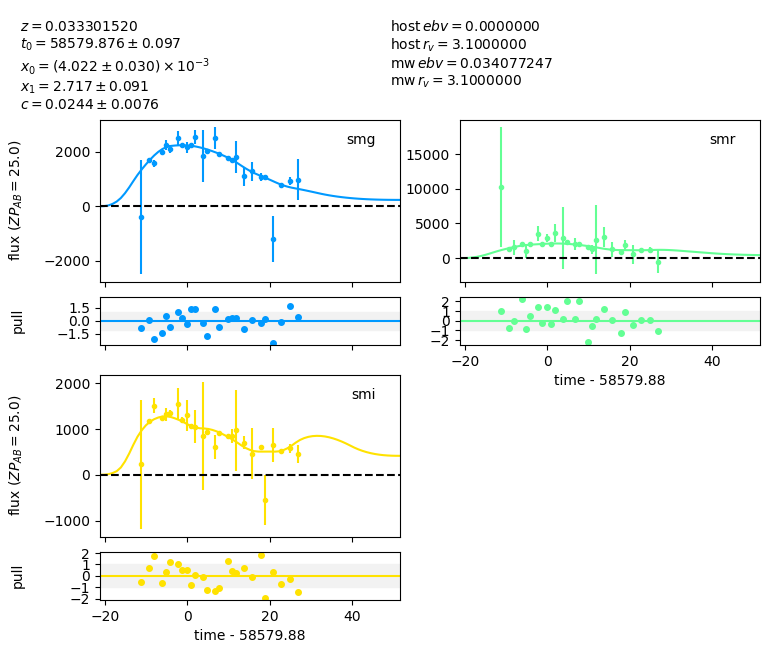 z = 0.033301520
t₀ = 58579.876 ± 0.097
x₀ = (4.022 ± 0.030) × 10⁻³
x₁ = 2.717 ± 0.091
c = 0.0244 ± 0.0076
host ebv = 0.0000000
host r_v = 3.1000000
mw ebv = 0.034077247
mw r_v = 3.1000000
smg
flux (ZP_AB = 25.0)
2000
0
−2000
pull
1.5
0.0
−1.5
smr
15000
10000
5000
0
2
1
0
−1
−2
−20 0 20 40
time - 58579.88
smi
flux (ZP_AB = 25.0)
2000
1000
0
−1000
pull
2
1
0
−1
−2
−20 0 20 40
time - 58579.88